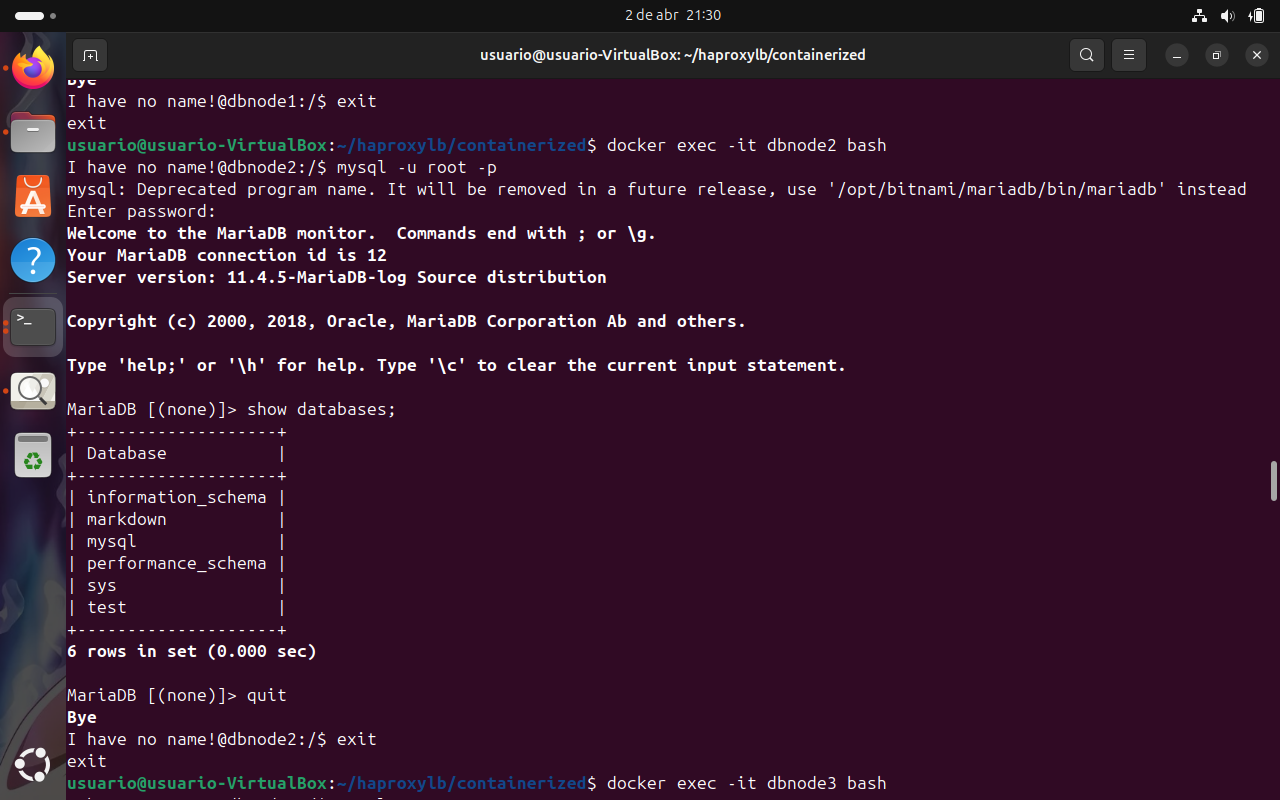 2 de abr 21:30
usuario@usuario-VirtualBox: ~/haproxylb/containerized
Bye
I have no name!@dbnode1:/$ exit
exit
usuario@usuario-VirtualBox:~/haproxylb/containerized$ docker exec -it dbnode2 bash
I have no name!@dbnode2:/$ mysql -u root -p
mysql: Deprecated program name. It will be removed in a future release, use '/opt/bitnami/mariadb/bin/mariadb' instead
Enter password:
Welcome to the MariaDB monitor.  Commands end with ; or \g.
Your MariaDB connection id is 12
Server version: 11.4.5-MariaDB-log Source distribution
Copyright (c) 2000, 2018, Oracle, MariaDB Corporation Ab and others.
Type 'help;' or '\h' for help. Type '\c' to clear the current input statement.
MariaDB [(none)]> show databases;
+--------------------+
| Database           |
+--------------------+
| information_schema |
| markdown           |
| mysql              |
| performance_schema |
| sys                |
| test               |
+--------------------+
6 rows in set (0.000 sec)
MariaDB [(none)]> quit
Bye
I have no name!@dbnode2:/$ exit
exit
usuario@usuario-VirtualBox:~/haproxylb/containerized$ docker exec -it dbnode3 bash